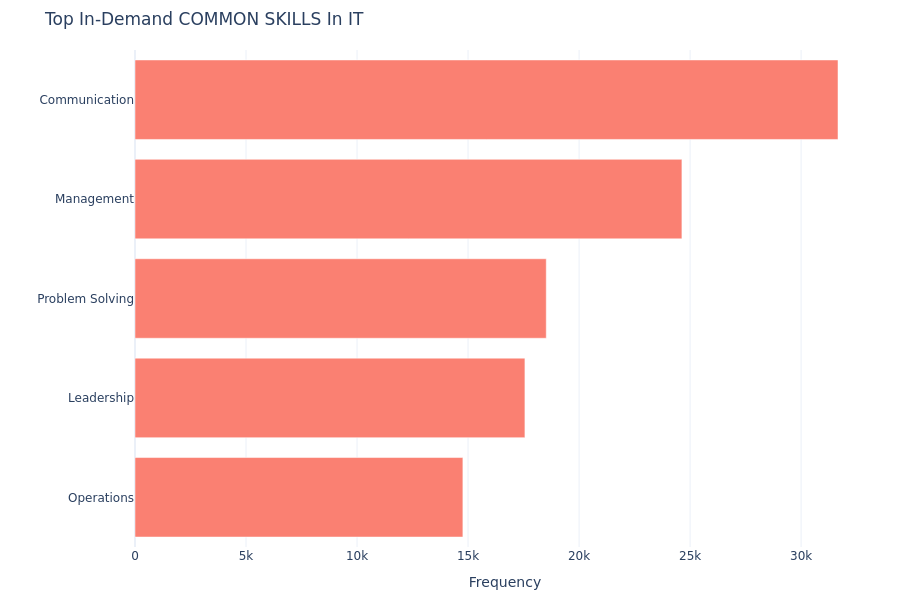 Top In-Demand COMMON SKILLS In IT
Communication
Management
Problem Solving
Leadership
Operations
0 5k 10k 15k 20k 25k 30k
Frequency